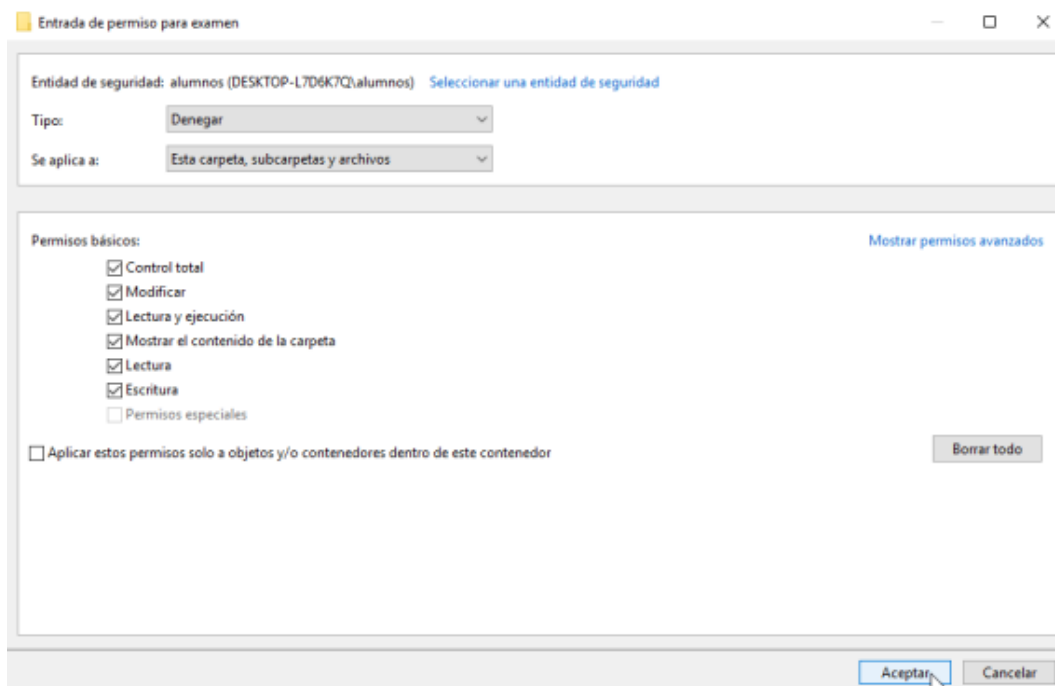 Entrada de permiso para examen
Entidad de seguridad: alumnos (DESKTOP-L7D6K7Q\alumnos) Seleccionar una entidad de seguridad
Tipo: Denegar
Se aplica a: Esta carpeta, subcarpetas y archivos
Permisos básicos: Mostrar permisos avanzados
Control total
Modificar
Lectura y ejecución
Mostrar el contenido de la carpeta
Lectura
Escritura
Permisos especiales
Aplicar estos permisos solo a objetos y/o contenedores dentro de este contenedor Borrar todo
Aceptar Cancelar